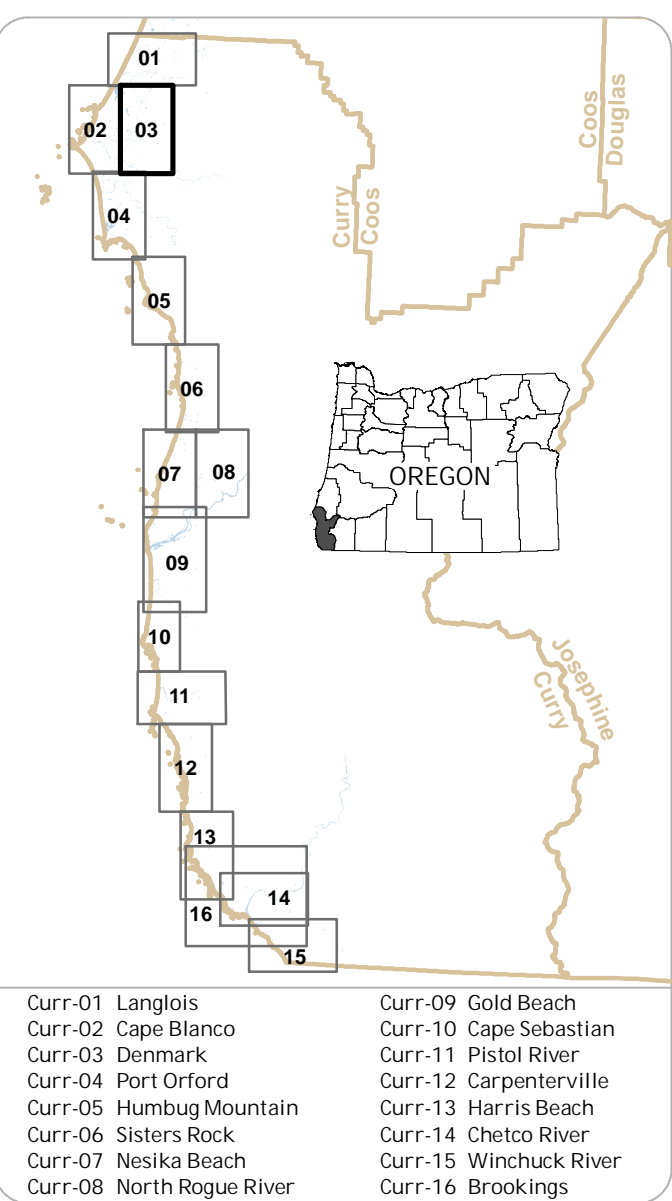 01
02
03
04
Curry
Coos
Coos
Douglas
05
06
07
08
OREGON
09
10
11
Josephine
Curry
12
13
14
16
15
Curr-01 Langlois
Curr-02 Cape Blanco
Curr-03 Denmark
Curr-04 Port Orford
Curr-05 Humbug Mountain
Curr-06 Sisters Rock
Curr-07 Nesika Beach
Curr-08 North Rogue River
Curr-09 Gold Beach
Curr-10 Cape Sebastian
Curr-11 Pistol River
Curr-12 Carpenterville
Curr-13 Harris Beach
Curr-14 Chetco River
Curr-15 Winchuck River
Curr-16 Brookings